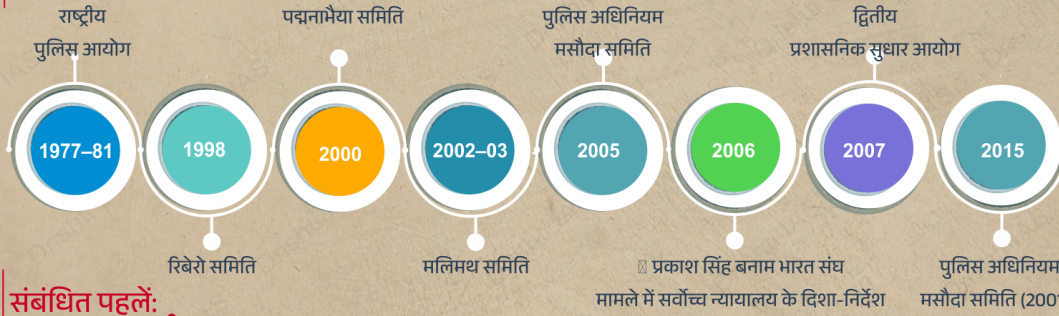 राष्ट्रीय
पुलिस आयोग
पद्मनाभैया समिति
पुलिस अधिनियम
मसौदा समिति
द्वितीय
प्रशासनिक सुधार आयोग
1977–81
1998
2000
2002–03
2005
2006
2007
2015
रिबेरो समिति
मलिमथ समिति
प्रकाश सिंह बनाम भारत संघ
मामले में सर्वोच्च न्यायालय के दिशा-निर्देश
पुलिस अधिनियम
मसौदा समिति
संबंधित पहलें: